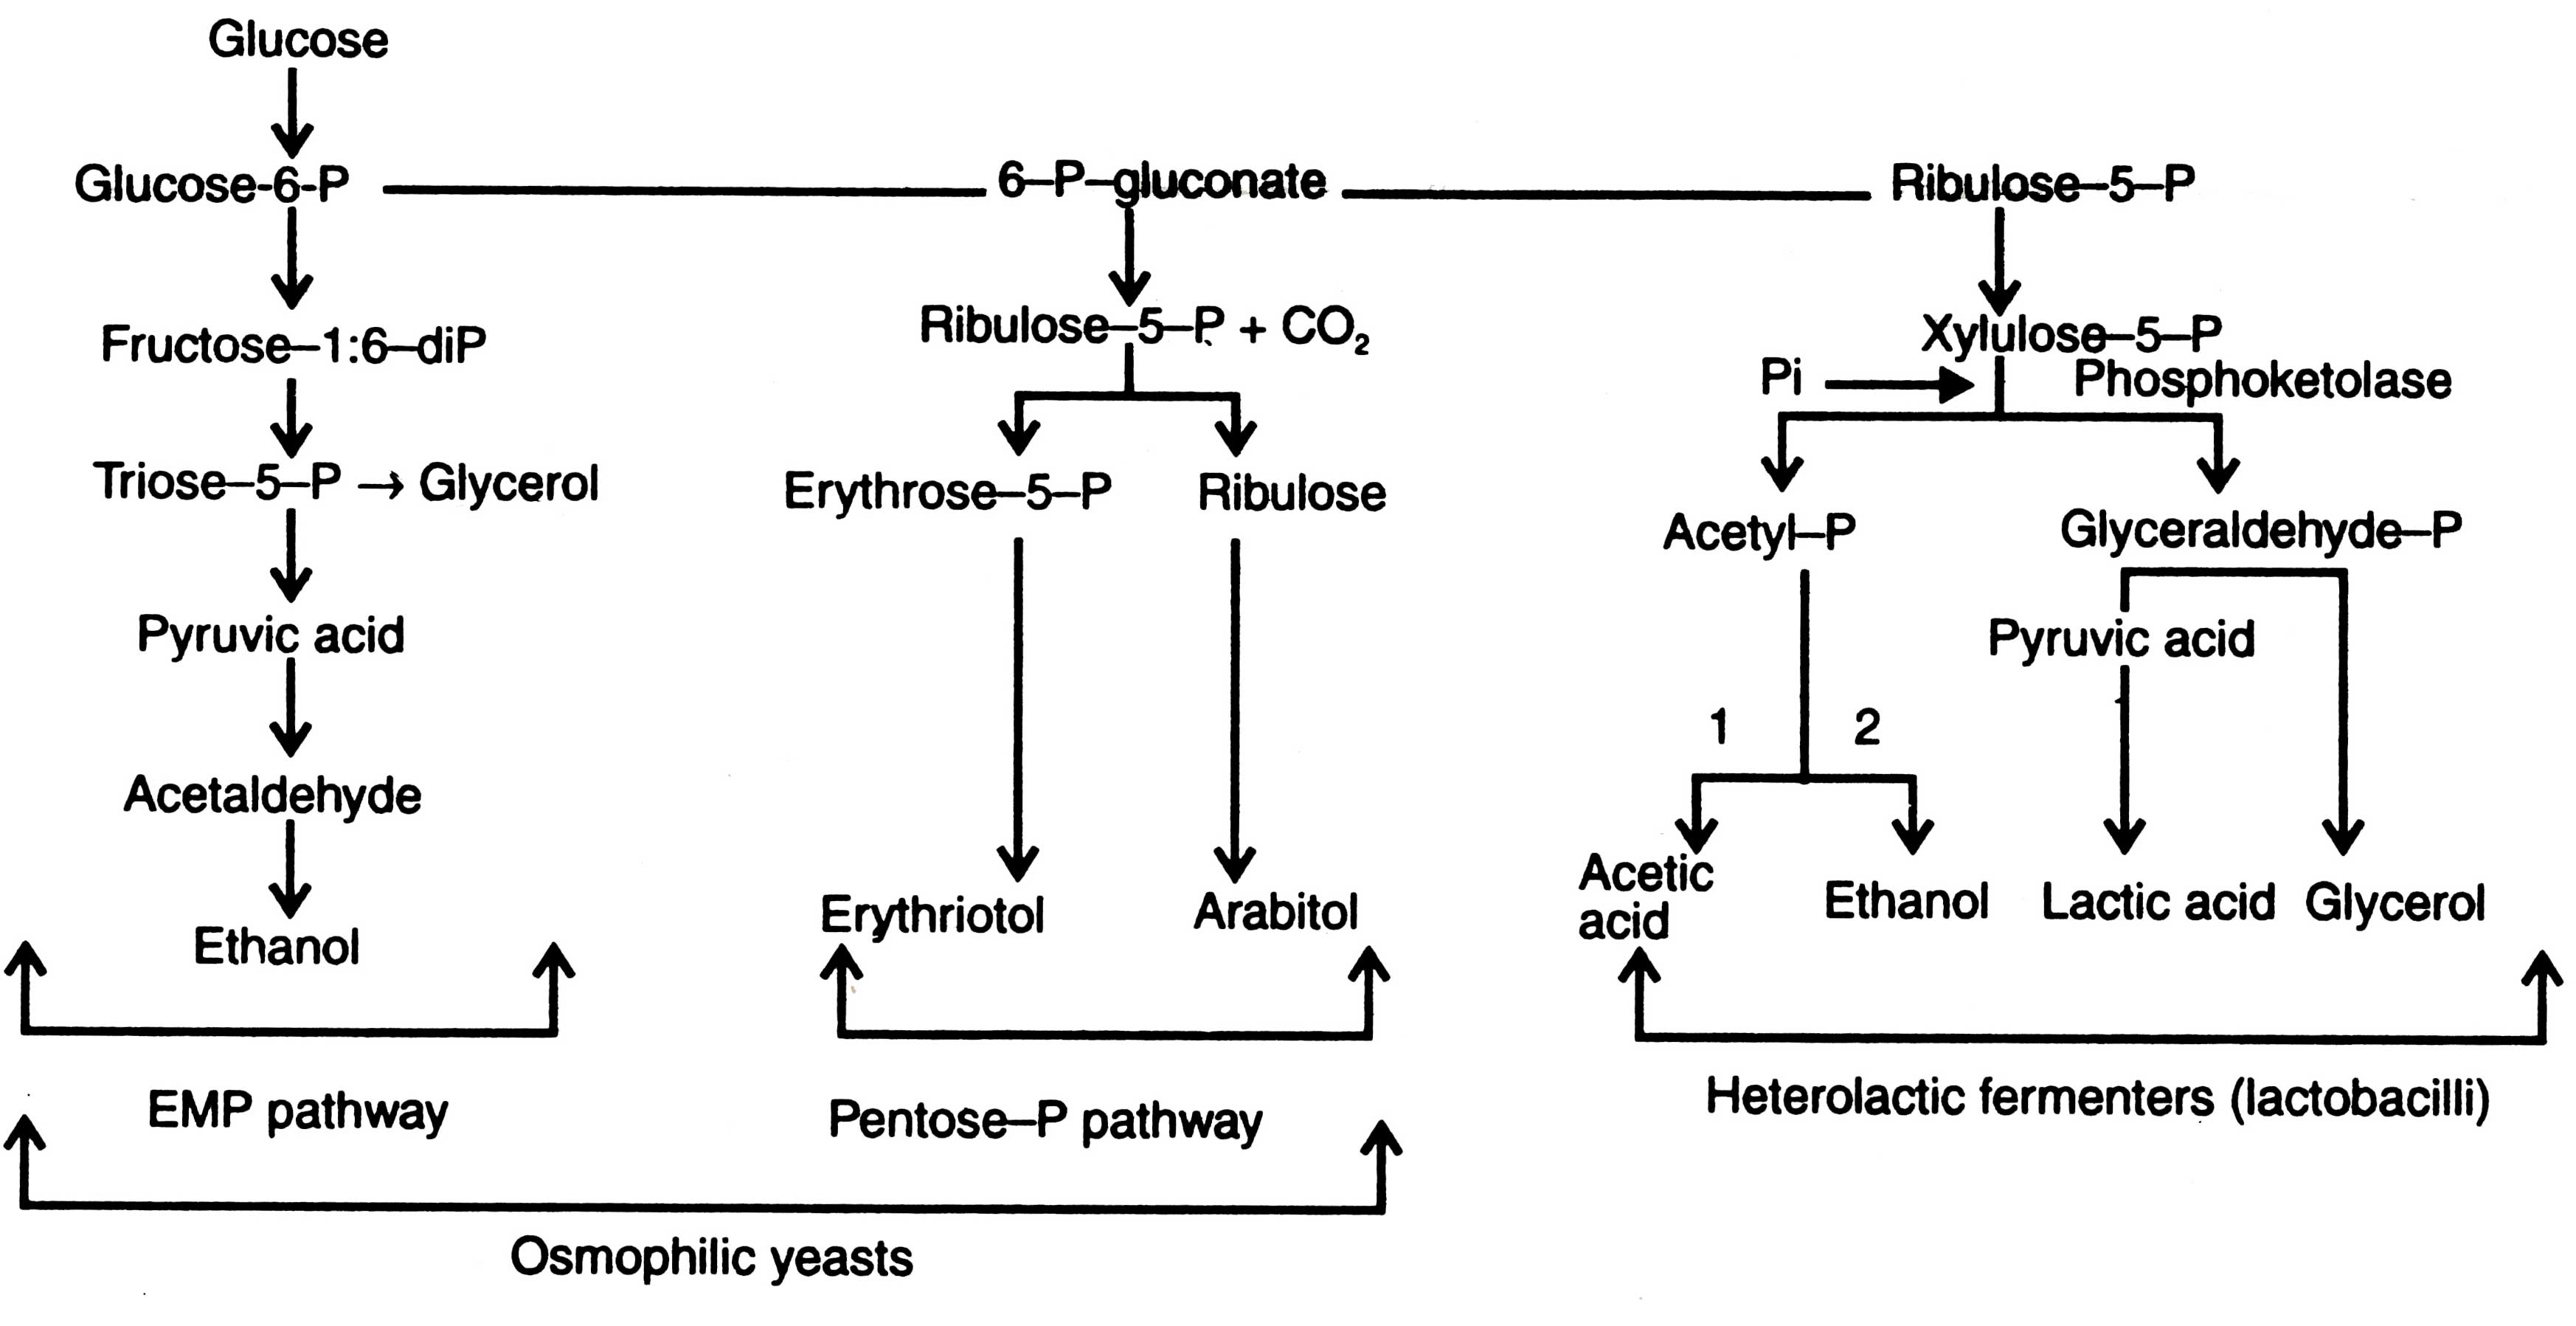 Glucose
Glucose-6-P
6–P–gluconate
Ribulose–5–P
Fructose–1:6–diP
Ribulose–5–P + CO₂
Xylulose–5–P
Pi
Phosphoketolase
Triose–5–P → Glycerol
Erythrose–5–P
Ribulose
Acetyl–P
Glyceraldehyde–P
Pyruvic acid
Pyruvic acid
1
2
Acetaldehyde
Acetic
acid
Ethanol
Lactic acid
Glycerol
Erythriotol
Arabitol
Ethanol
EMP pathway
Pentose–P pathway
Heterolactic fermenters (lactobacilli)
Osmophilic yeasts